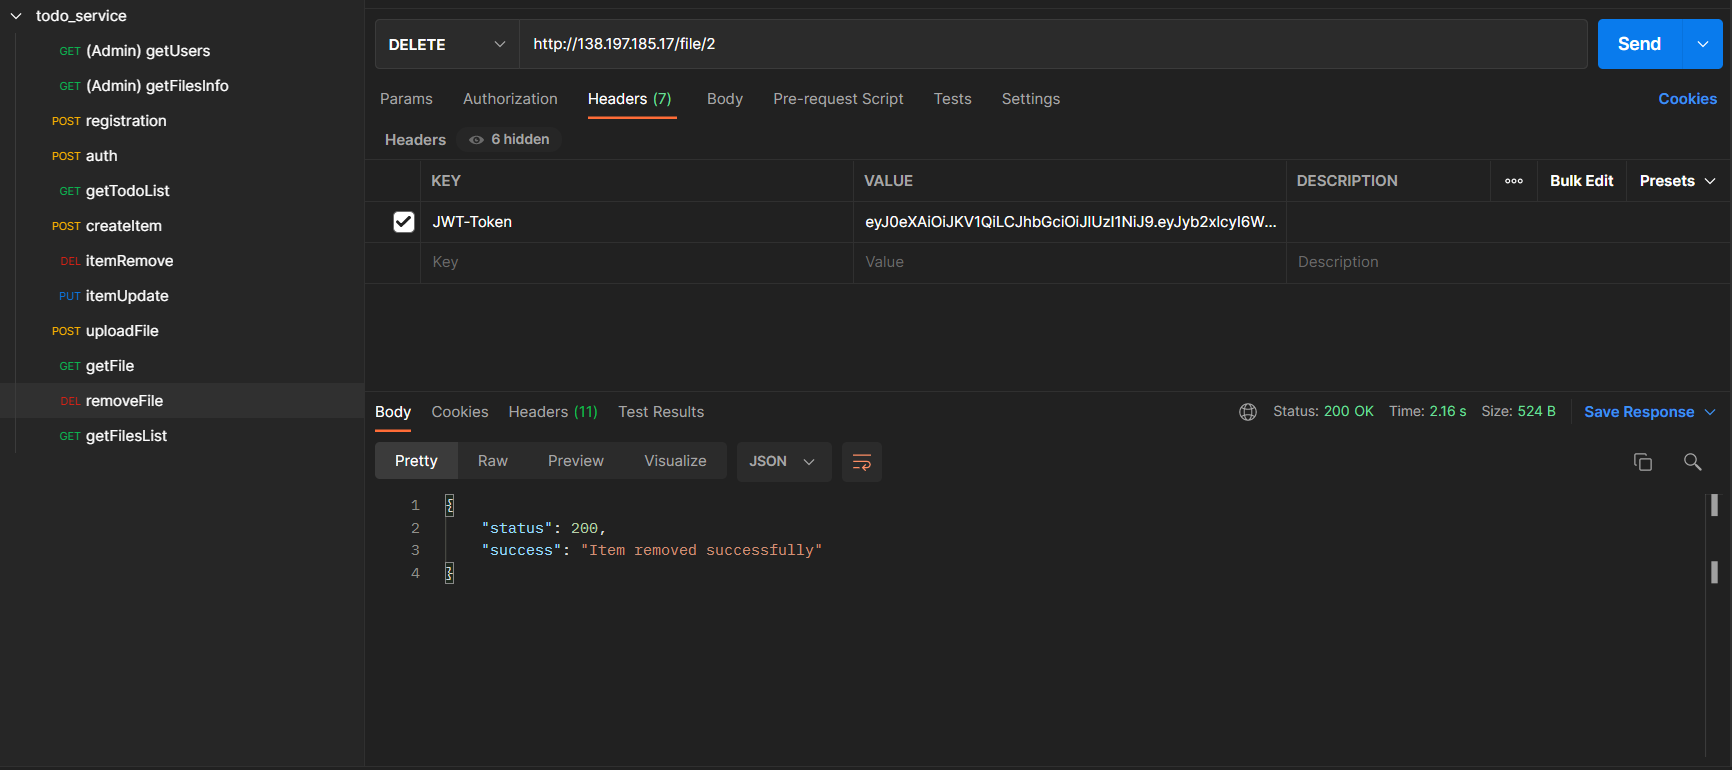 todo_service
GET (Admin) getUsers
GET (Admin) getFilesInfo
POST registration
POST auth
GET getTodoList
POST createItem
DEL itemRemove
PUT itemUpdate
POST uploadFile
GET getFile
DEL removeFile
GET getFilesList
DELETE http://138.197.185.17/file/2 Send
Params Authorization Headers (7) Body Pre-request Script Tests Settings Cookies
Headers 6 hidden
KEY VALUE DESCRIPTION ooo Bulk Edit Presets
JWT-Token eyJ0eXAiOiJKV1QiLCJhbGciOiJIUzI1NiJ9.eyJyb2xlcyI6W...
Key Value Description
Body Cookies Headers (11) Test Results Status: 200 OK Time: 2.16 s Size: 524 B Save Response
Pretty Raw Preview Visualize JSON
1 {
2 "status": 200,
3 "success": "Item removed successfully"
4 }